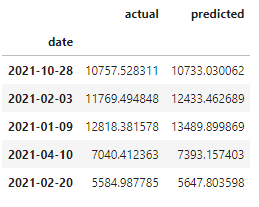 actual predicted
date
2021-10-28 10757.528311 10733.030062
2021-02-03 11769.494848 12433.462689
2021-01-09 12818.381578 13489.899869
2021-04-10 7040.412363 7393.157403
2021-02-20 5584.987785 5647.803598